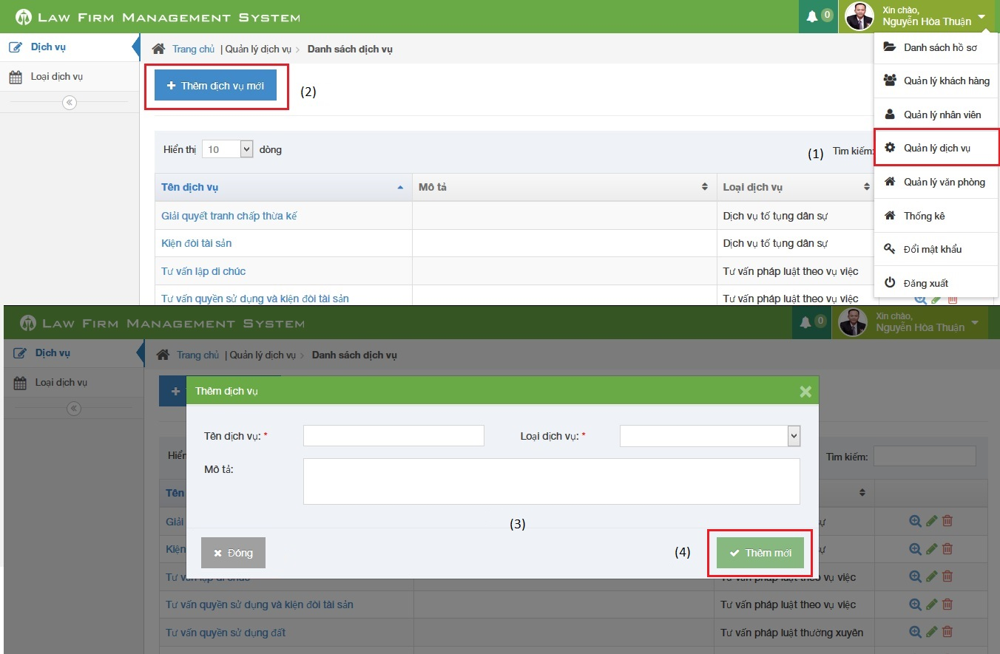 LAW FIRM MANAGEMENT SYSTEM
0
Xin chào,
Nguyễn Hòa Thuận
Dịch vụ
Loại dịch vụ
Trang chủ | Quản lý dịch vụ > Danh sách dịch vụ
Thêm dịch vụ mới
(2)
Danh sách hồ sơ
Quản lý khách hàng
Quản lý nhân viên
Quản lý dịch vụ
Quản lý văn phòng
Thống kê
Đổi mật khẩu
Đăng xuất
Hiển thị 10 dòng
(1) Tìm kiếm:
Tên dịch vụ Mô tả Loại dịch vụ
Giải quyết tranh chấp thừa kế Dịch vụ tố tụng dân sự
Kiện đòi tài sản Dịch vụ tố tụng dân sự
Tư vấn lập di chúc Tư vấn pháp luật theo vụ việc
Tư vấn quyền sử dụng và kiện đòi tài sản Tư vấn pháp luật theo vụ việc
LAW FIRM MANAGEMENT SYSTEM
0
Xin chào,
Nguyễn Hòa Thuận
Dịch vụ
Loại dịch vụ
Trang chủ | Quản lý dịch vụ > Danh sách dịch vụ
Thêm dịch vụ
Tên dịch vụ: * Loại dịch vụ: *
Mô tả:
(3)
Đóng
(4)
Thêm mới
Hiển
Tìm kiếm:
Tên
Giải
Kiện
Tư vấn lập di chúc Tư vấn pháp luật theo vụ việc
Tư vấn quyền sử dụng và kiện đòi tài sản Tư vấn pháp luật theo vụ việc
Tư vấn quyền sử dụng đất Tư vấn pháp luật thường xuyên